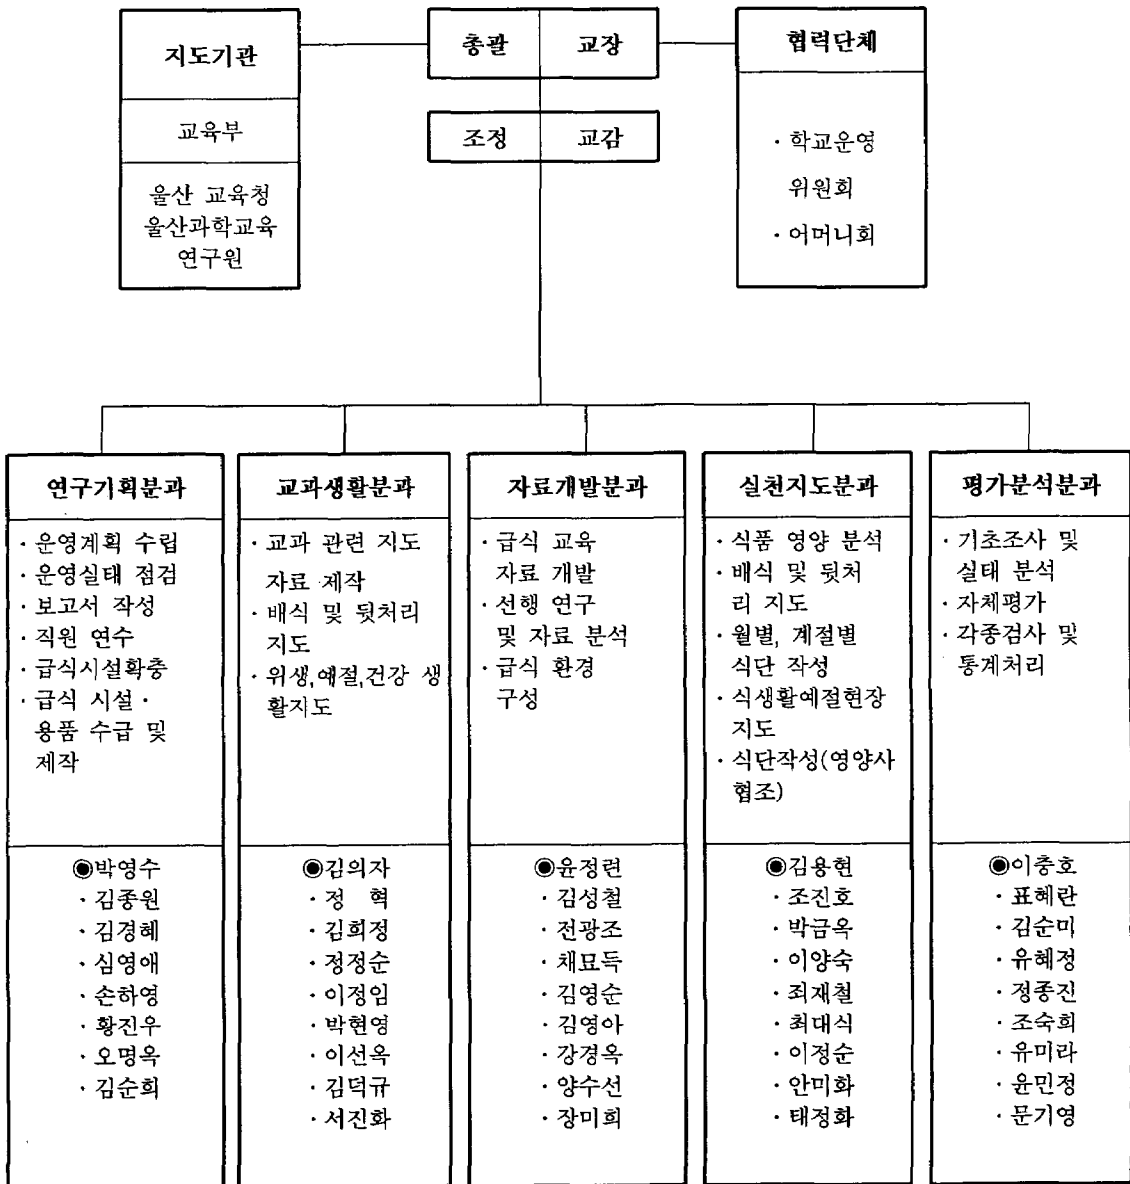 지도기관
교육부
울산 교육청
울산과학교육
연구원
총괄 교장
조정 교감
협력단체
· 학교운영
위원회
· 어머니회
연구기획분과
· 운영계획 수립
· 운영실태 점검
· 보고서 작성
· 직원 연수
· 급식시설확충
· 급식 시설 ·
용품 수급 및
제작
◉박영수
· 김종원
· 김경혜
· 심영애
· 손하영
· 황진우
· 오명옥
· 김순희
교과생활분과
· 교과 관련 지도
자료 제작
· 배식 및 뒷처리
지도
· 위생,예절,건강 생
활지도
◉김의자
· 정 혁
· 김희정
· 정정순
· 이정임
· 박현영
· 이선옥
· 김덕규
· 서진화
자료개발분과
· 급식 교육
자료 개발
· 선행 연구
및 자료 분석
· 급식 환경
구성
◉윤정련
· 김성철
· 전광조
· 채묘득
· 김영순
· 김영아
· 강경옥
· 양수선
· 장미희
실천지도분과
· 식품 영양 분석
· 배식 및 뒷처
리 지도
· 월별, 계절별
식단 작성
· 식생활예절현장
지도
· 식단작성(영양사
협조)
◉김용현
· 조진호
· 박금옥
· 이양숙
· 죄재철
· 최대식
· 이정순
· 안미화
· 태정화
평가분석분과
· 기초조사 및
실태 분석
· 자체평가
· 각종검사 및
통계처리
◉이충호
· 표혜란
· 김순미
· 유혜정
· 정종진
· 조숙희
· 유미라
· 윤민정
· 문기영